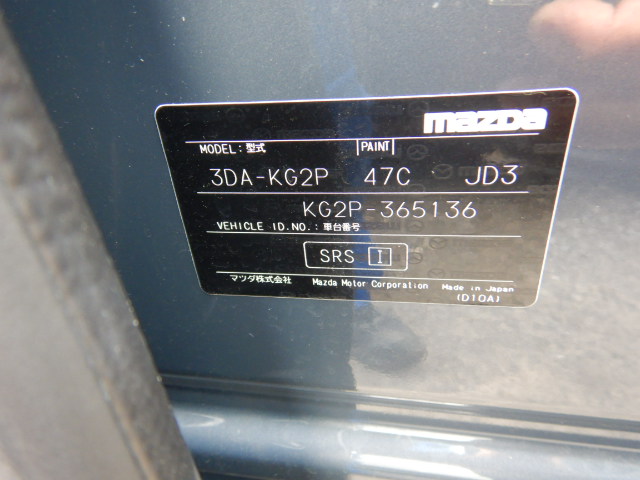 mazda
MODEL: 型式 PAINT
3DA-KG2P 47C JD3
KG2P-365136
VEHICLE ID.NO.: 車台番号
SRS I
マツダ株式会社 Mazda Motor Corporation Made in Japan
(D10A)